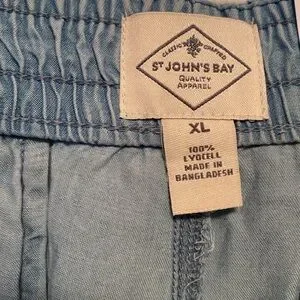 CLASSIC CRAFTED
ST JOHN'S BAY
QUALITY
APPAREL
XL
100%
LYOCELL
MADE IN
BANGLADESH